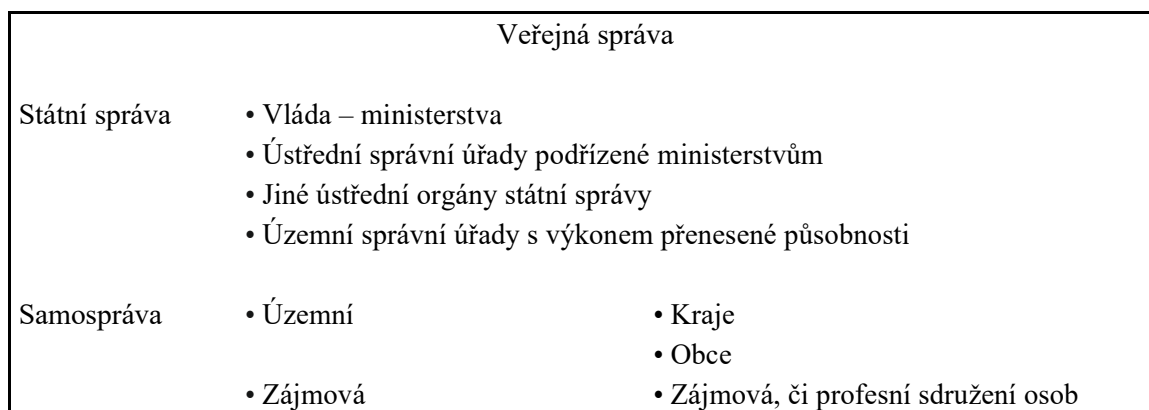 Veřejná správa
Státní správa • Vláda – ministerstva
• Ústřední správní úřady podřízené ministerstvům
• Jiné ústřední orgány státní správy
• Územní správní úřady s výkonem přenesené působnosti
Samospráva • Územní • Kraje
• Obce
• Zájmová • Zájmová, či profesní sdružení osob